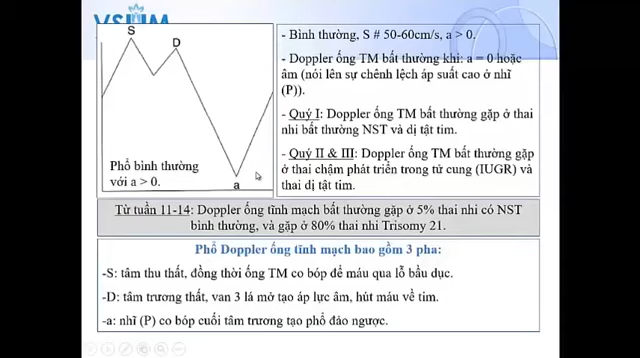 VSUM
S
D
Phổ bình thường
với a > 0.
a
- Bình thường, S # 50-60cm/s, a > 0.
- Doppler ống TM bất thường khi: a = 0 hoặc
âm (nói lên sự chênh lệch áp suất cao ở nhĩ
(P)).
- Quý I: Doppler ống TM bất thường gặp ở thai
nhi bất thường NST và dị tật tim.
- Quý II & III: Doppler ống TM bất thường gặp
ở thai chậm phát triển trong tử cung (IUGR) và
thai dị tật tim.
Từ tuần 11-14: Doppler ống tĩnh mạch bất thường gặp ở 5% thai nhi có NST
bình thường, và gặp ở 80% thai nhi Trisomy 21.
Phổ Doppler ống tĩnh mạch bao gồm 3 pha:
-S: tâm thu thất, đồng thời ống TM co bóp để máu qua lỗ bầu dục.
-D: tâm trương thất, van 3 lá mở tạo áp lực âm, hút máu về tim.
-a: nhĩ (P) co bóp cuối tâm trương tạo phổ đảo ngược.